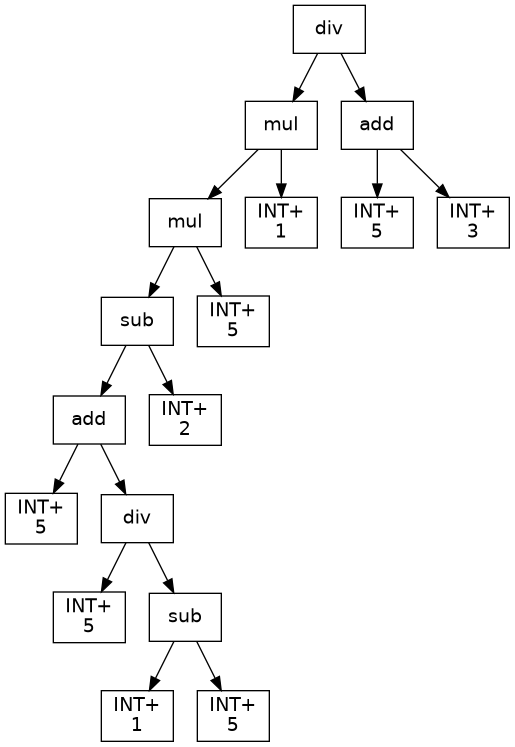 div
mul
add
mul
INT+
1
INT+
5
INT+
3
sub
INT+
5
add
INT+
2
INT+
5
div
INT+
5
sub
INT+
1
INT+
5